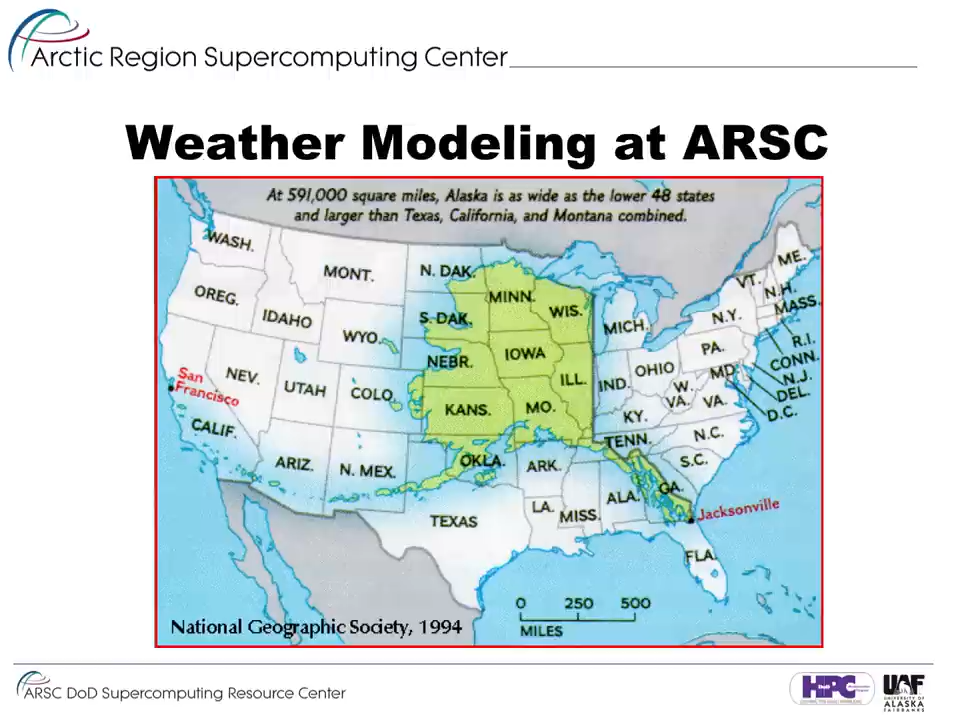 Arctic Region Supercomputing Center
Weather Modeling at ARSC
At 591,000 square miles, Alaska is as wide as the lower 48 states
and larger than Texas, California, and Montana combined.
WASH.
MONT.
N. DAK.
MINN.
ME.
VT.
N.H.
MASS.
OREG.
IDAHO
S. DAK.
WIS.
MICH.
N.Y.
WYO.
R.I.
CONN.
NEBR.
IOWA
PA.
N.J.
San
Francisco
NEV.
UTAH
COLO.
ILL.
IND.
OHIO
MD.
DEL.
W.
VA.
VA.
D.C.
KANS.
MO.
KY.
CALIF.
ARIZ.
N. MEX.
OKLA.
ARK.
TENN.
N.C.
S.C.
TEXAS
LA.
MISS.
ALA.
GA.
Jacksonville
FLA.
0 250 500
MILES
National Geographic Society, 1994
ARSC DoD Supercomputing Resource Center
HPC
UAF
UNIVERSITY OF
ALASKA
FAIRBANKS